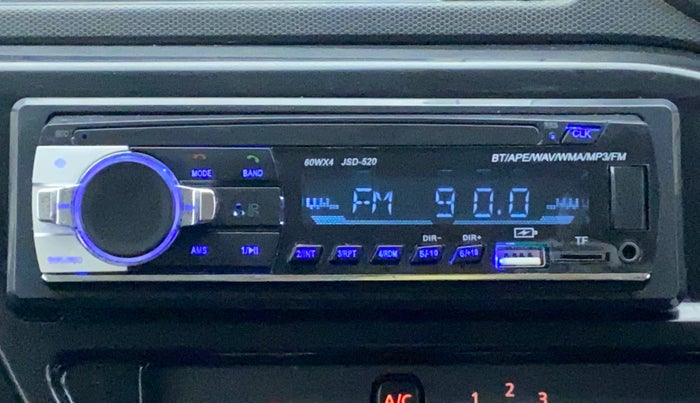 CLK
60WX4 JSD-520 BT/APE/WAV/WMA/MP3/FM
MODE BAND
FM 90.0
DIR- DIR+
TF
AMS 1/▶II 2/INT 3/RPT 4/RDM 5/-10 6/+10
A/C 1 2 3